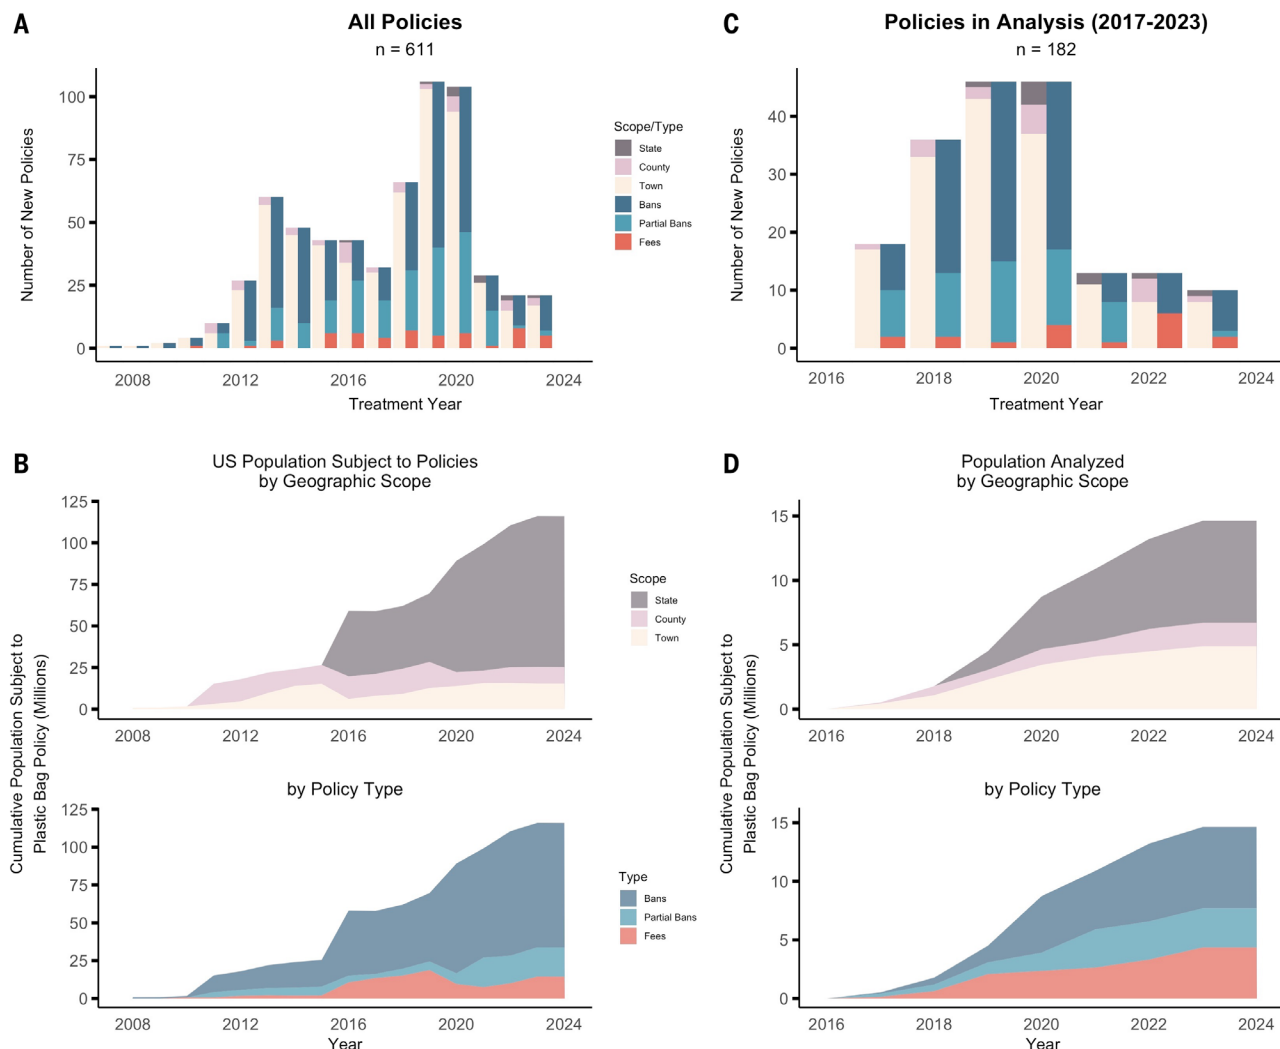 A
All Policies
n = 611
Number of New Policies
100
75
50
25
0
2008
2012
2016
2020
2024
Treatment Year
Scope/Type
State
County
Town
Bans
Partial Bans
Fees
C
Policies in Analysis (2017-2023)
n = 182
Number of New Policies
40
30
20
10
0
2016
2018
2020
2022
2024
Treatment Year
B
US Population Subject to Policies
by Geographic Scope
Cumulative Population Subject to
Plastic Bag Policy (Millions)
125
100
75
50
25
0
2008
2012
2016
2020
2024
Scope
State
County
Town
by Policy Type
125
100
75
50
25
0
2008
2012
2016
2020
2024
Year
Type
Bans
Partial Bans
Fees
D
Population Analyzed
by Geographic Scope
Cumulative Population Subject to
Plastic Bag Policy (Millions)
15
10
5
0
2016
2018
2020
2022
2024
by Policy Type
15
10
5
0
2016
2018
2020
2022
2024
Year